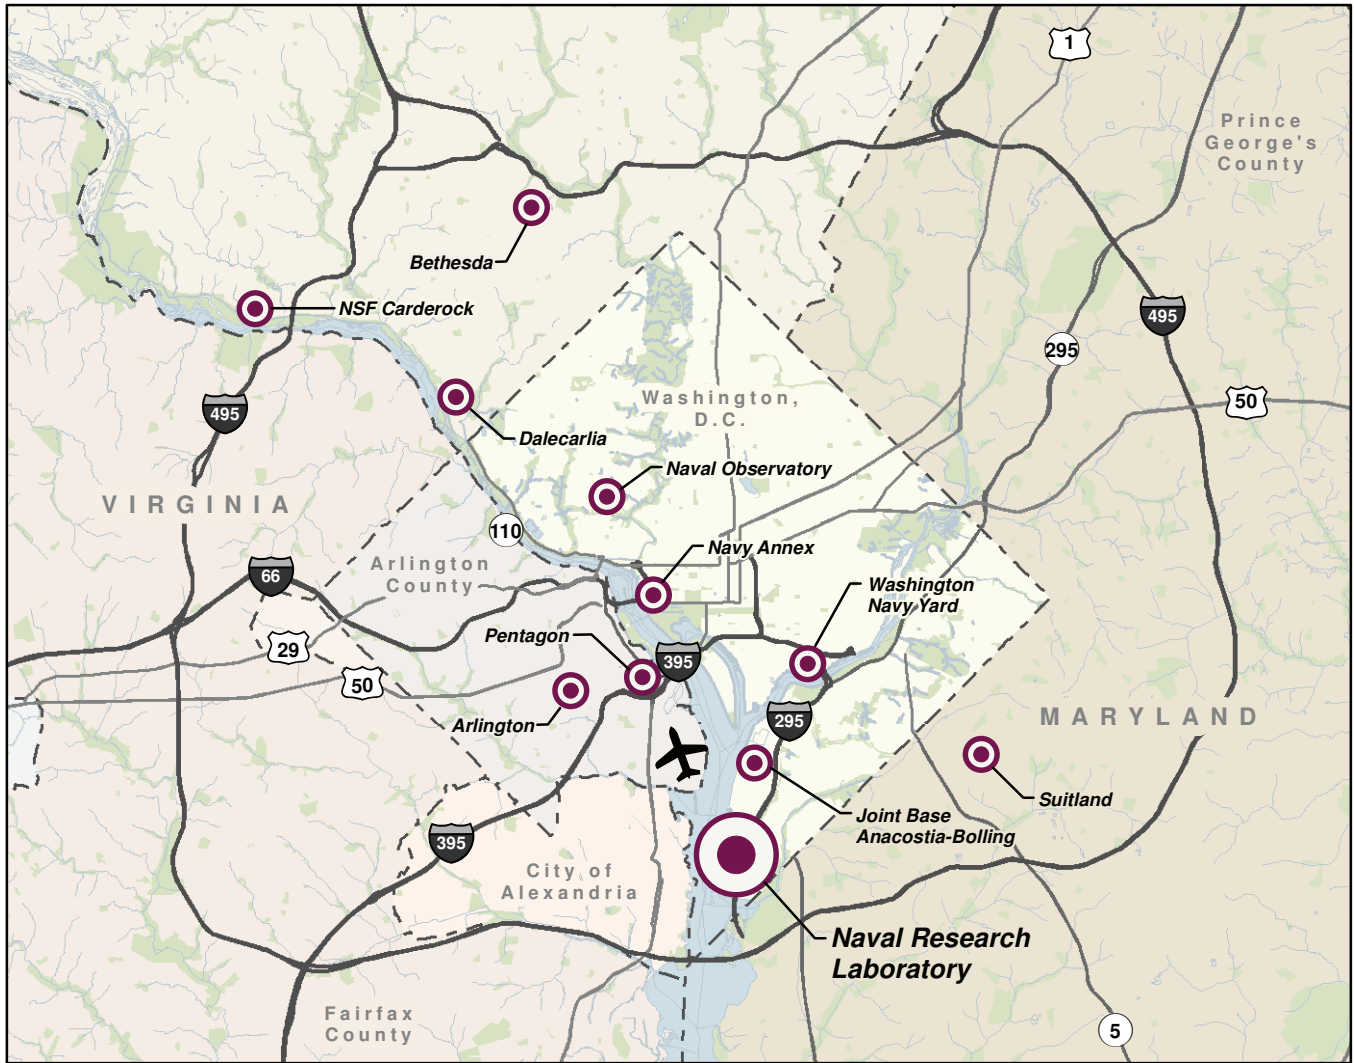 1
Prince
George's
County
Bethesda
NSF Carderock
495
295
495
50
Washington,
D.C.
Dalecarlia
Naval Observatory
VIRGINIA
110
Navy Annex
Arlington
County
66
Washington
Navy Yard
Pentagon
29
395
50
Arlington
295
MARYLAND
Suitland
Joint Base
Anacostia-Bolling
395
City of
Alexandria
Naval Research
Laboratory
Fairfax
County
5